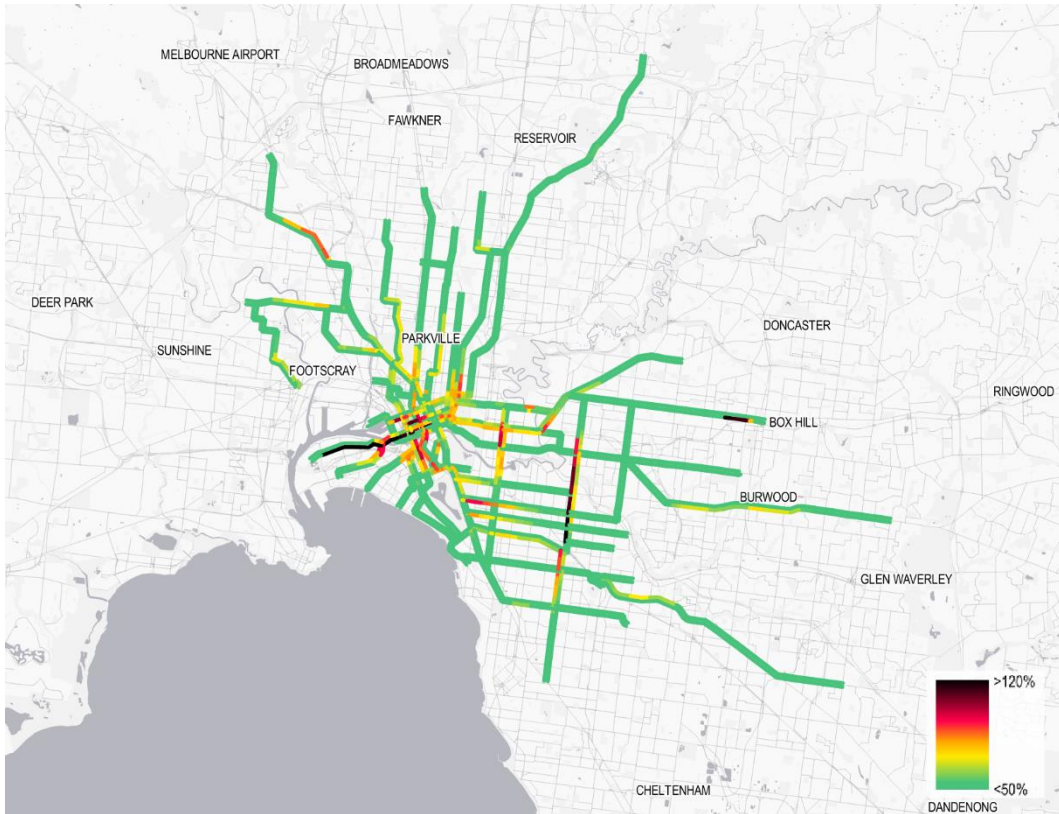 MELBOURNE AIRPORT
BROADMEADOWS
FAWKNER
RESERVOIR
DEER PARK
DONCASTER
PARKVILLE
SUNSHINE
FOOTSCRAY
RINGWOOD
BOX HILL
BURWOOD
GLEN WAVERLEY
>120%
<50%
CHELTENHAM
DANDENONG